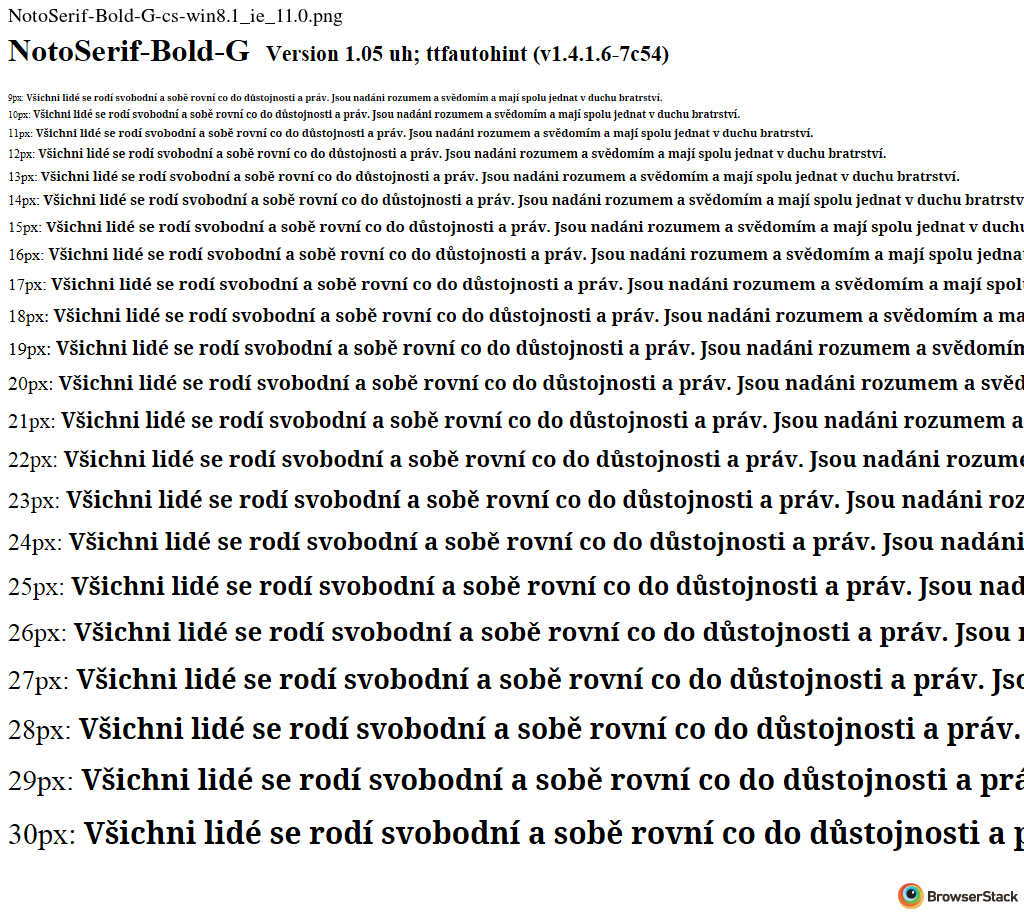 NotoSerif-Bold-G-cs-win8.1_ie_11.0.png
NotoSerif-Bold-G Version 1.05 uh; ttfautohint (v1.4.1.6-7c54)
9px: Všichni lidé se rodí svobodní a sobě rovní co do důstojnosti a práv. Jsou nadáni rozumem a svědomím a mají spolu jednat v duchu bratrství.
10px: Všichni lidé se rodí svobodní a sobě rovní co do důstojnosti a práv. Jsou nadáni rozumem a svědomím a mají spolu jednat v duchu bratrství.
11px: Všichni lidé se rodí svobodní a sobě rovní co do důstojnosti a práv. Jsou nadáni rozumem a svědomím a mají spolu jednat v duchu bratrství.
12px: Všichni lidé se rodí svobodní a sobě rovní co do důstojnosti a práv. Jsou nadáni rozumem a svědomím a mají spolu jednat v duchu bratrství.
13px: Všichni lidé se rodí svobodní a sobě rovní co do důstojnosti a práv. Jsou nadáni rozumem a svědomím a mají spolu jednat v duchu bratrství.
14px: Všichni lidé se rodí svobodní a sobě rovní co do důstojnosti a práv. Jsou nadáni rozumem a svědomím a mají spolu jednat v duchu bratrstv
15px: Všichni lidé se rodí svobodní a sobě rovní co do důstojnosti a práv. Jsou nadáni rozumem a svědomím a mají spolu jednat v duchu
16px: Všichni lidé se rodí svobodní a sobě rovní co do důstojnosti a práv. Jsou nadáni rozumem a svědomím a mají spolu jedna
17px: Všichni lidé se rodí svobodní a sobě rovní co do důstojnosti a práv. Jsou nadáni rozumem a svědomím a mají spol
18px: Všichni lidé se rodí svobodní a sobě rovní co do důstojnosti a práv. Jsou nadáni rozumem a svědomím a ma
19px: Všichni lidé se rodí svobodní a sobě rovní co do důstojnosti a práv. Jsou nadáni rozumem a svědomím
20px: Všichni lidé se rodí svobodní a sobě rovní co do důstojnosti a práv. Jsou nadáni rozumem a svěd
21px: Všichni lidé se rodí svobodní a sobě rovní co do důstojnosti a práv. Jsou nadáni rozumem a
22px: Všichni lidé se rodí svobodní a sobě rovní co do důstojnosti a práv. Jsou nadáni rozume
23px: Všichni lidé se rodí svobodní a sobě rovní co do důstojnosti a práv. Jsou nadáni roz
24px: Všichni lidé se rodí svobodní a sobě rovní co do důstojnosti a práv. Jsou nadáni
25px: Všichni lidé se rodí svobodní a sobě rovní co do důstojnosti a práv. Jsou nad
26px: Všichni lidé se rodí svobodní a sobě rovní co do důstojnosti a práv. Jsou
27px: Všichni lidé se rodí svobodní a sobě rovní co do důstojnosti a práv. Jso
28px: Všichni lidé se rodí svobodní a sobě rovní co do důstojnosti a práv.
29px: Všichni lidé se rodí svobodní a sobě rovní co do důstojnosti a prá
30px: Všichni lidé se rodí svobodní a sobě rovní co do důstojnosti a p
BrowserStack